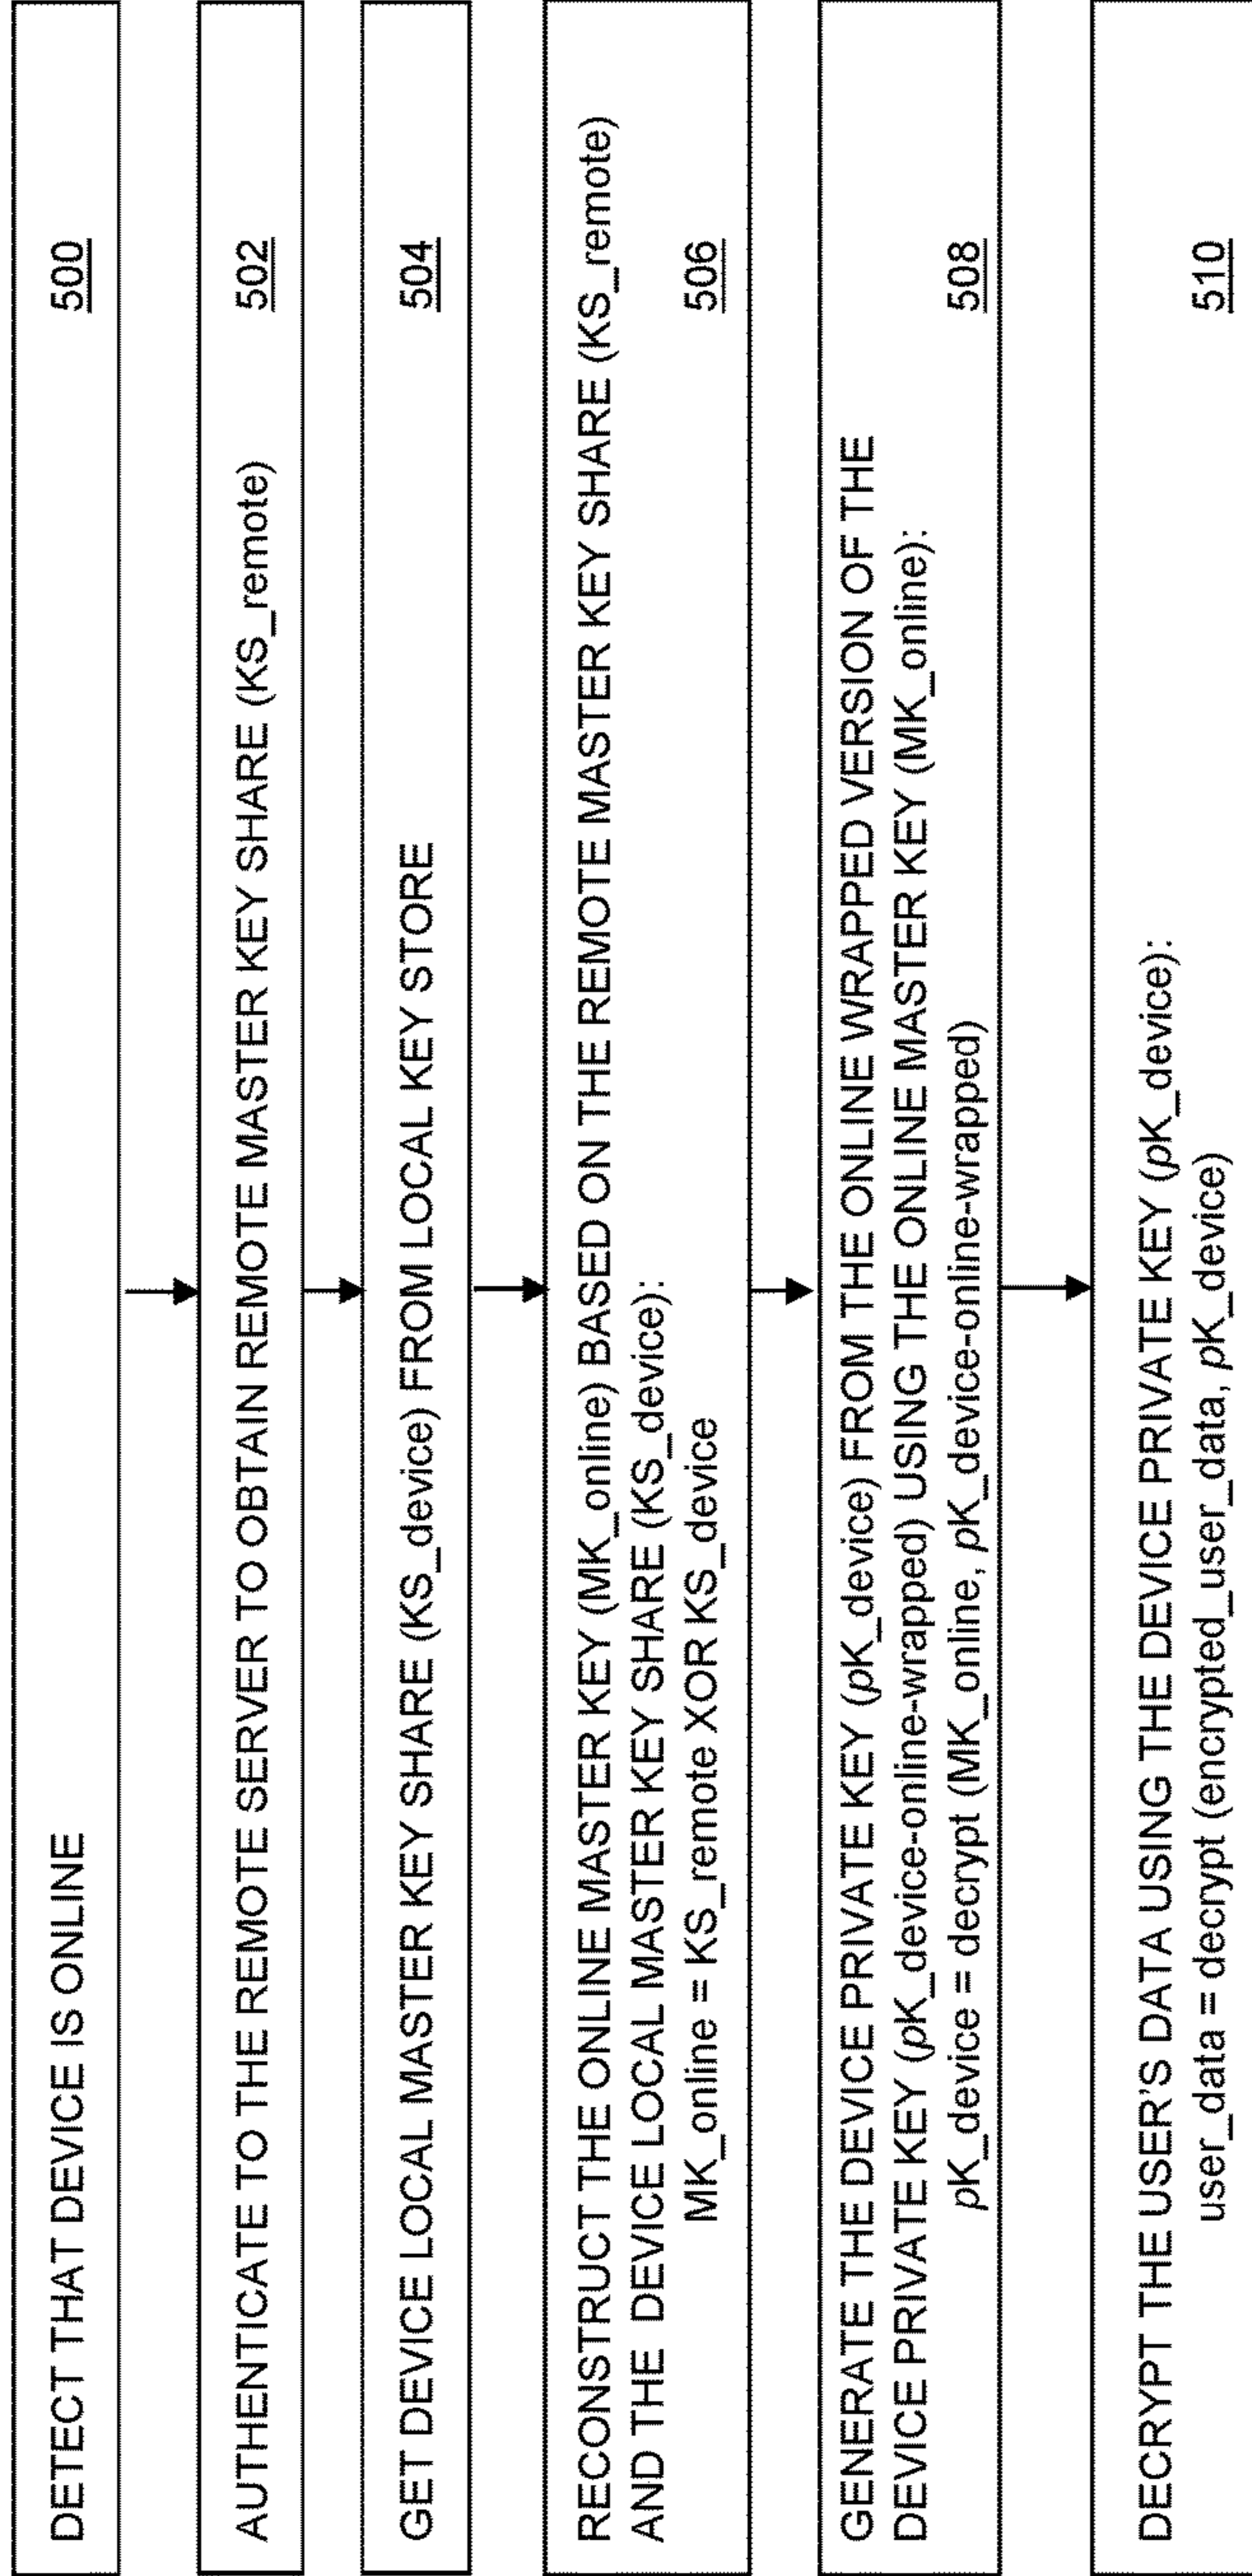 DETECT THAT DEVICE IS ONLINE
500
AUTHENTICATE TO THE REMOTE SERVER TO OBTAIN REMOTE MASTER KEY SHARE (KS_remote)
502
GET DEVICE LOCAL MASTER KEY SHARE (KS_device) FROM LOCAL KEY STORE
504
RECONSTRUCT THE ONLINE MASTER KEY (MK_online) BASED ON THE REMOTE MASTER KEY SHARE (KS_remote)
AND THE DEVICE LOCAL MASTER KEY SHARE (KS_device):
MK_online = KS_remote XOR KS_device
506
GENERATE THE DEVICE PRIVATE KEY (pK_device) FROM THE ONLINE WRAPPED VERSION OF THE
DEVICE PRIVATE KEY (pK_device-online-wrapped) USING THE ONLINE MASTER KEY (MK_online):
pK_device = decrypt (MK_online, pK_device-online-wrapped)
508
DECRYPT THE USER'S DATA USING THE DEVICE PRIVATE KEY (pK_device):
user_data = decrypt (encrypted_user_data, pK_device)
510